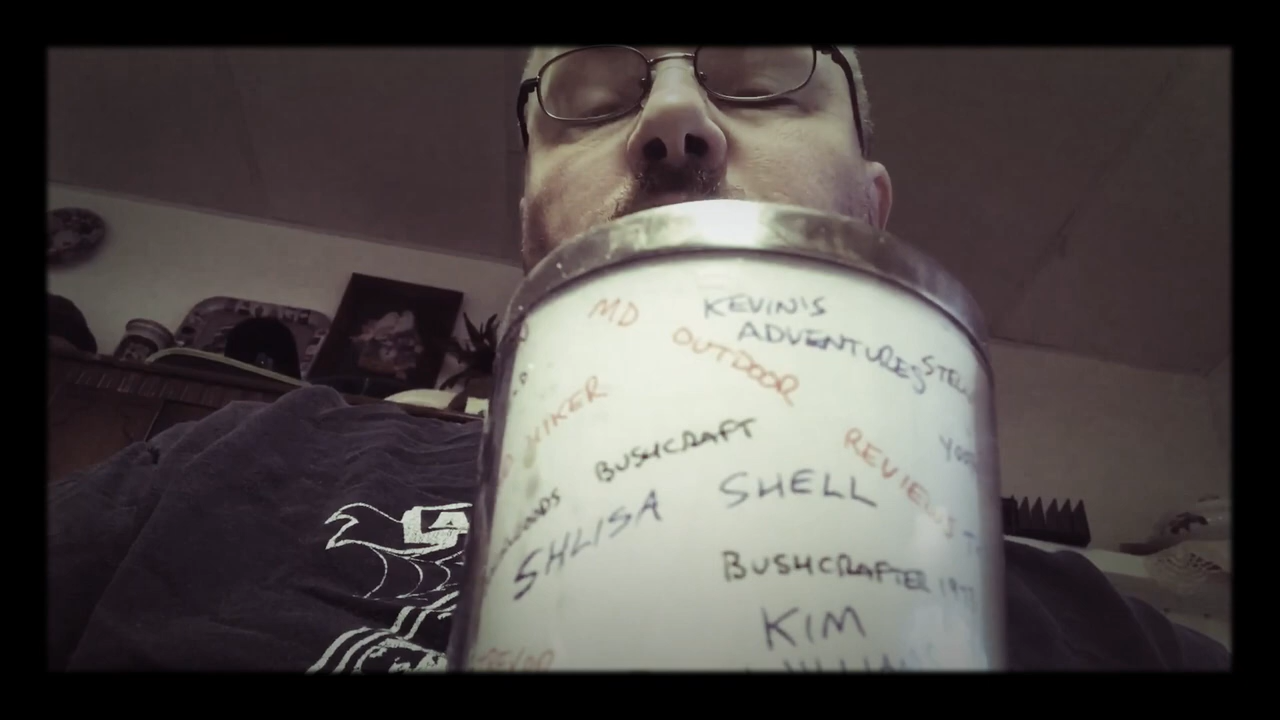 MD
KEVIN'S
ADVENTURES
OUTDOOR
HIKER
BUSHCRAFT
REVIEWS
SHELL
SHLISA
BUSHCRAFTER
KIM